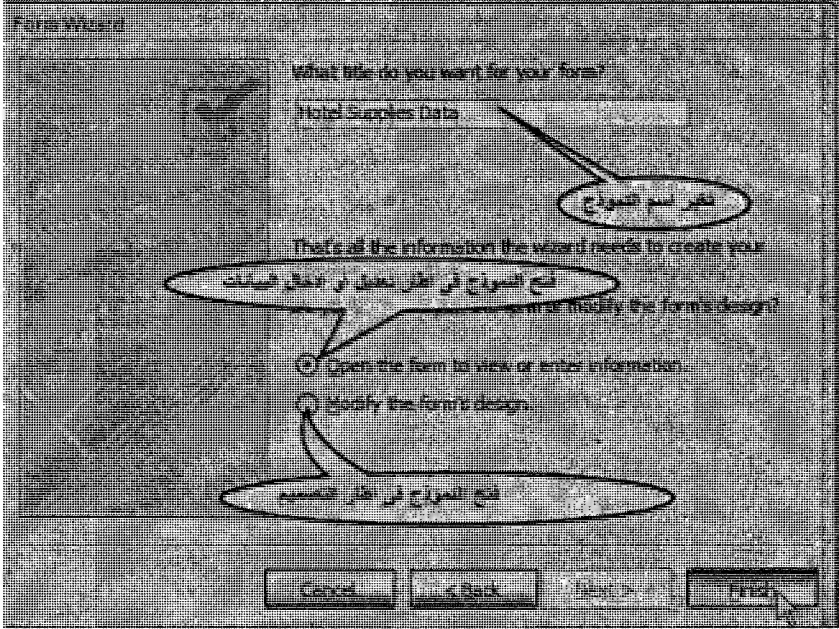 Form Wizard
What title do you want for your form?
Hotel Supplies Data
تغير اسم النموذج
That's all the information the wizard needs to create your
فتح النموذج في اطار تعديل او ادخال البيانات
or modify the form's design?
Open the form to view or enter information.
Modify the form's design.
فتح النموذج في اطار التصميم
Cancel
< Back
Next >
Finish